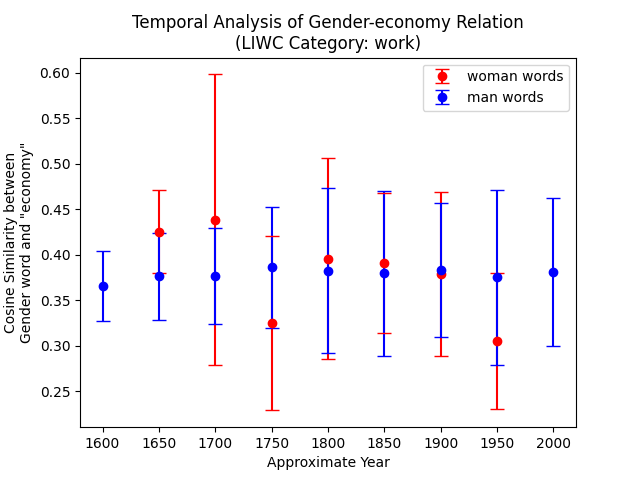 Temporal Analysis of Gender-economy Relation
(LIWC Category: work)
woman words
man words
0.60
0.55
0.50
0.45
0.40
0.35
0.30
0.25
Cosine Similarity between
Gender word and "economy"
1600 1650 1700 1750 1800 1850 1900 1950 2000
Approximate Year